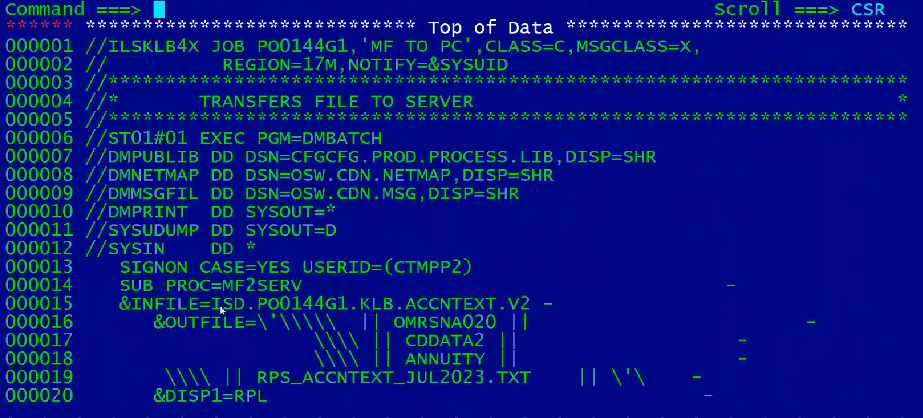 Command ===> Scroll ===> CSR
****** ***************************** Top of Data ******************************
000001 //ILSKLB4X JOB PO0144G1,'MF TO PC',CLASS=C,MSGCLASS=X,
000002 //          REGION=17M,NOTIFY=&SYSUID
000003 //*********************************************************************
000004 //*       TRANSFERS FILE TO SERVER                                     *
000005 //*********************************************************************
000006 //ST01#01 EXEC PGM=DMBATCH
000007 //DMPUBLIB DD DSN=CFGCFG.PROD.PROCESS.LIB,DISP=SHR
000008 //DMNETMAP DD DSN=OSW.CDN.NETMAP,DISP=SHR
000009 //DMMSGFIL DD DSN=OSW.CDN.MSG,DISP=SHR
000010 //DMPRINT  DD SYSOUT=*
000011 //SYSUDUMP DD SYSOUT=D
000012 //SYSIN    DD *
000013    SIGNON CASE=YES USERID=(CTMPP2)
000014    SUB PROC=MF2SERV                                     -
000015    &INFILE=ISD.PO0144G1.KLB.ACCNTEXT.V2 -
000016       &OUTFILE=\'\\\\\  || OMRSNA020 ||                        -
000017                     \\\\ || CDDATA2 ||                   -
000018                     \\\\ || ANNUITY ||                   -
000019        \\\\ || RPS_ACCNTEXT_JUL2023.TXT    || \'\    -
000020       &DISP1=RPL                                      -